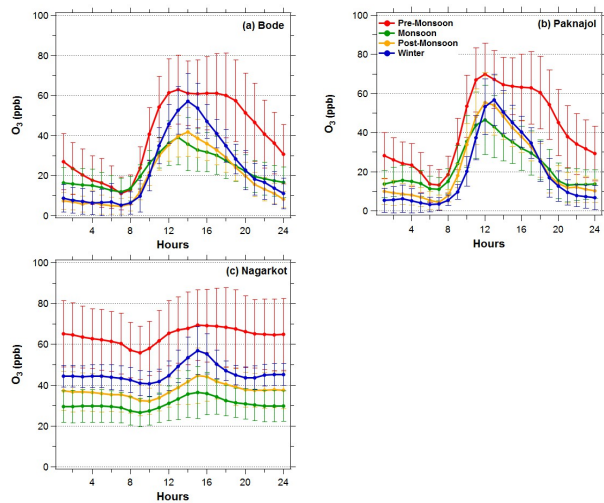 (a) Bode
O3 (ppb)
100
80
60
40
20
0
4 8 12 16 20 24
Hours
(b) Paknajol
Pre-Monsoon
Monsoon
Post-Monsoon
Winter
O3 (ppb)
100
80
60
40
20
0
4 8 12 16 20 24
Hours
(c) Nagarkot
O3 (ppb)
100
80
60
40
20
0
4 8 12 16 20 24
Hours